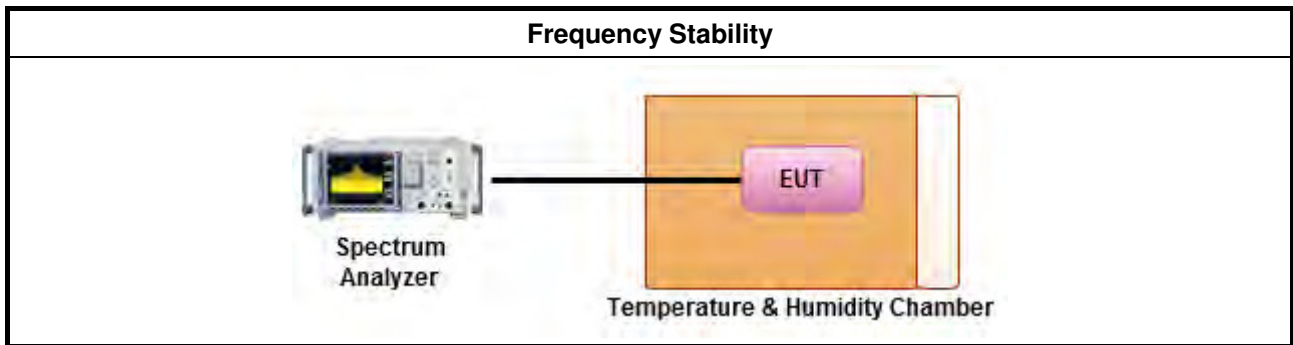 Frequency Stability
EUT
Spectrum
Analyzer
Temperature & Humidity Chamber